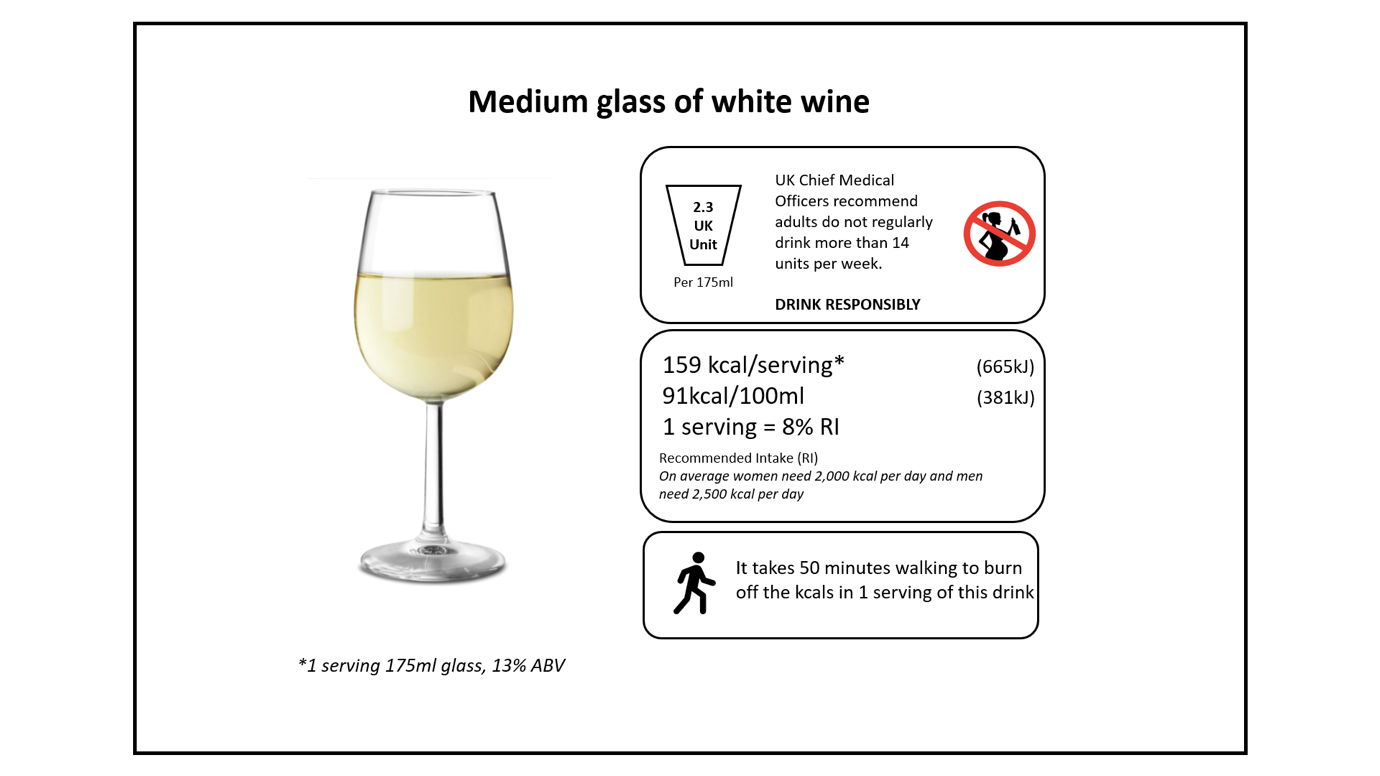 Medium glass of white wine
2.3
UK
Unit
Per 175ml
UK Chief Medical
Officers recommend
adults do not regularly
drink more than 14
units per week.
DRINK RESPONSIBLY
159 kcal/serving* (665kJ)
91kcal/100ml (381kJ)
1 serving = 8% RI
Recommended Intake (RI)
On average women need 2,000 kcal per day and men
need 2,500 kcal per day
It takes 50 minutes walking to burn
off the kcals in 1 serving of this drink
*1 serving 175ml glass, 13% ABV